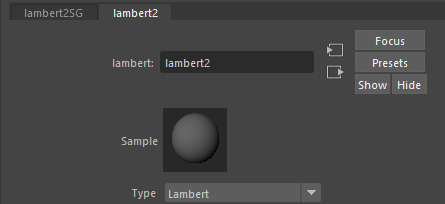 lambert2SG lambert2
Focus
lambert: lambert2
Presets
Show Hide
Sample
Type Lambert